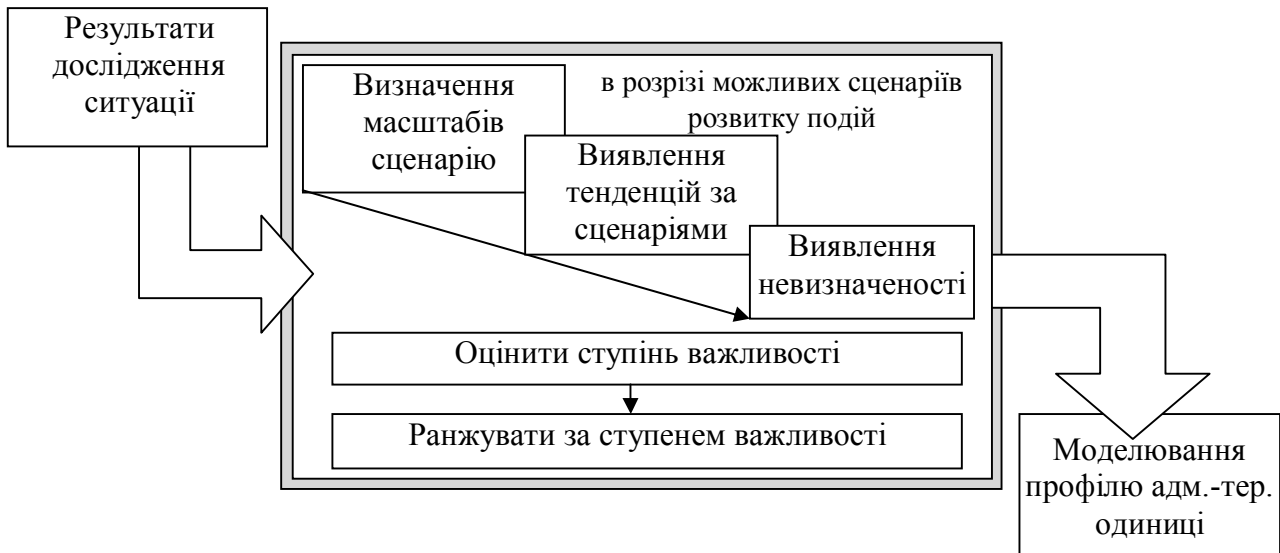 Результати
дослідження
ситуації
Визначення
масштабів
сценарію
в розрізі можливих сценаріїв
розвитку подій
Виявлення
тенденцій за
сценаріями
Виявлення
невизначеності
Оцінити ступінь важливості
Ранжувати за ступенем важливості
Моделювання
профілю адм.-тер.
одиниці